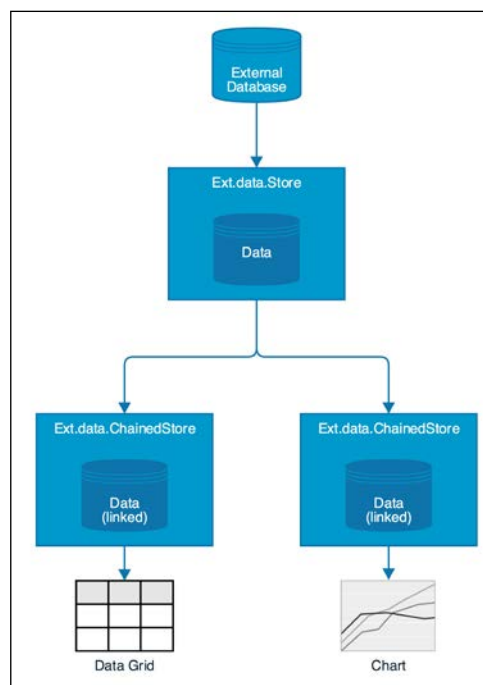 External
Database
Ext.data.Store
Data
Ext.data.ChainedStore
Data
(linked)
Ext.data.ChainedStore
Data
(linked)
Data Grid
Chart